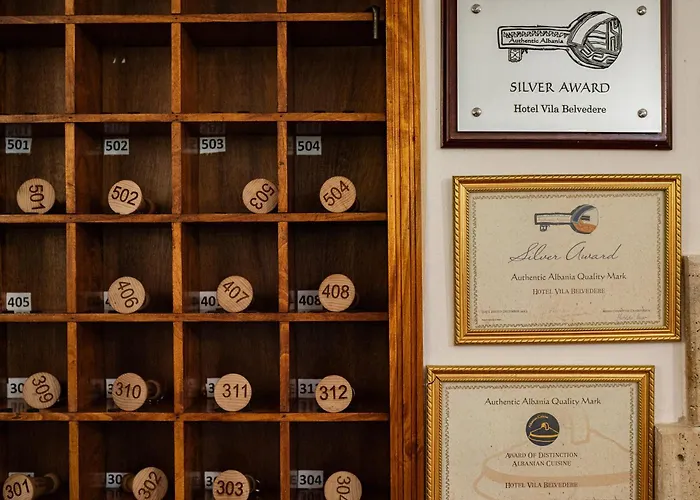 501
502
503
504
501
502
503
504
405
406
407
408
309
310
311
312
301
302
303
304
304
Authentic Albania
SILVER AWARD
Hotel Vila Belvedere
Silver Award
Authentic Albania Quality Mark
HOTEL VILA BELVEDERE
Authentic Albania Quality Mark
AWARD OF DISTINCTION
ALBANIAN CUISINE
HOTEL VILA BELVEDERE